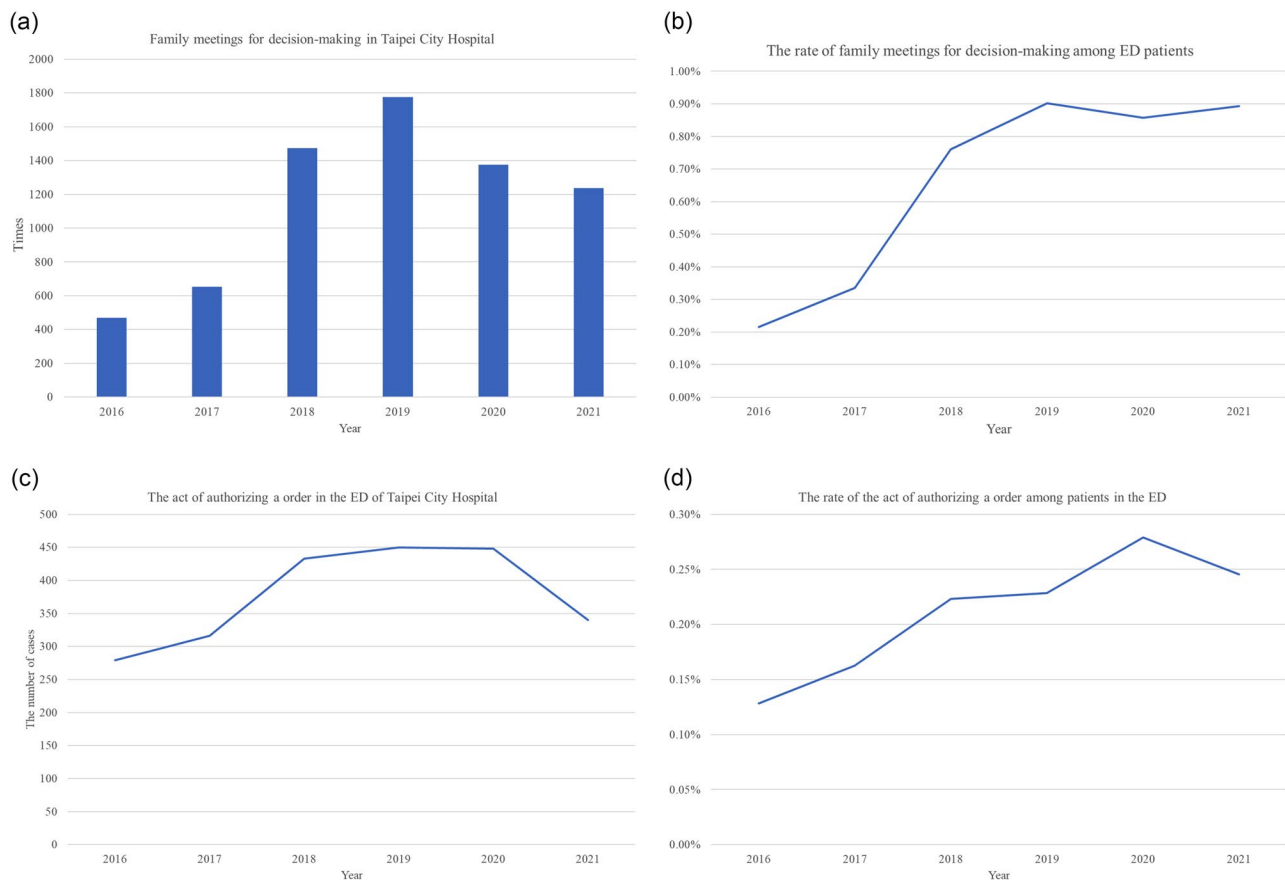 (a)
Family meetings for decision-making in Taipei City Hospital
2000
1800
1600
1400
1200
1000
800
600
400
200
0
Times
2016 2017 2018 2019 2020 2021
Year
(b)
The rate of family meetings for decision-making among ED patients
1.00%
0.90%
0.80%
0.70%
0.60%
0.50%
0.40%
0.30%
0.20%
0.10%
0.00%
2016 2017 2018 2019 2020 2021
Year
(c)
The act of authorizing a order in the ED of Taipei City Hospital
500
450
400
350
300
250
200
150
100
50
0
The number of cases
2016 2017 2018 2019 2020 2021
Year
(d)
The rate of the act of authorizing a order among patients in the ED
0.30%
0.25%
0.20%
0.15%
0.10%
0.05%
0.00%
2016 2017 2018 2019 2020 2021
Year